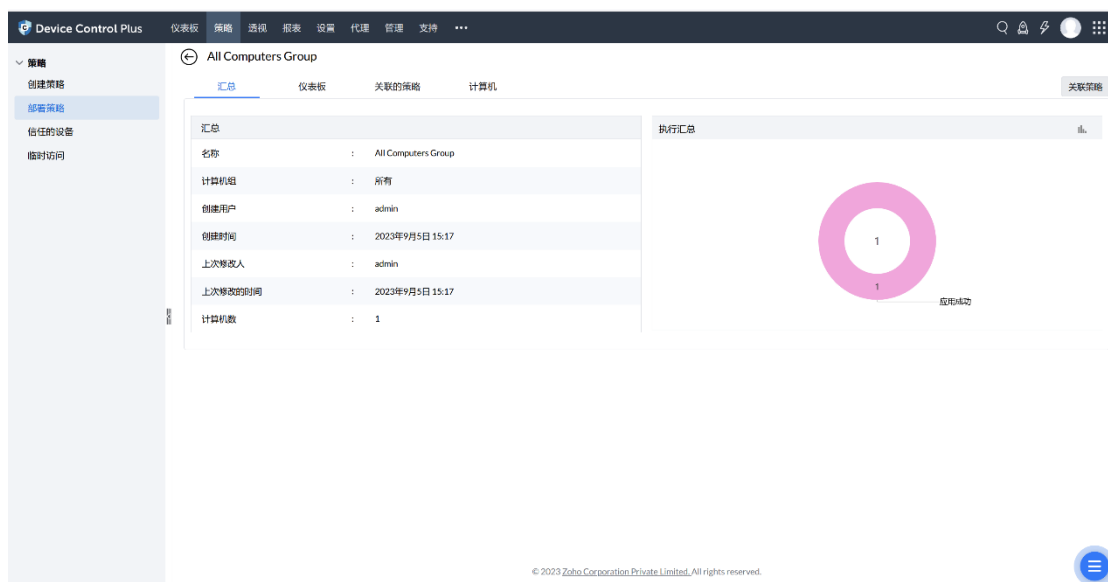 Device Control Plus 仪表板 策略 透视 报表 设置 代理 管理 支持 •••
策略
创建策略
部署策略
信任的设备
临时访问
All Computers Group
汇总 仪表板 关联的策略 计算机 关联策略
汇总
名称 : All Computers Group
计算机组 : 所有
创建用户 : admin
创建时间 : 2023年9月5日 15:17
上次修改人 : admin
上次修改的时间 : 2023年9月5日 15:17
计算机数 : 1
执行汇总
1
1
应用成功
© 2023 Zoho Corporation Private Limited. All rights reserved.